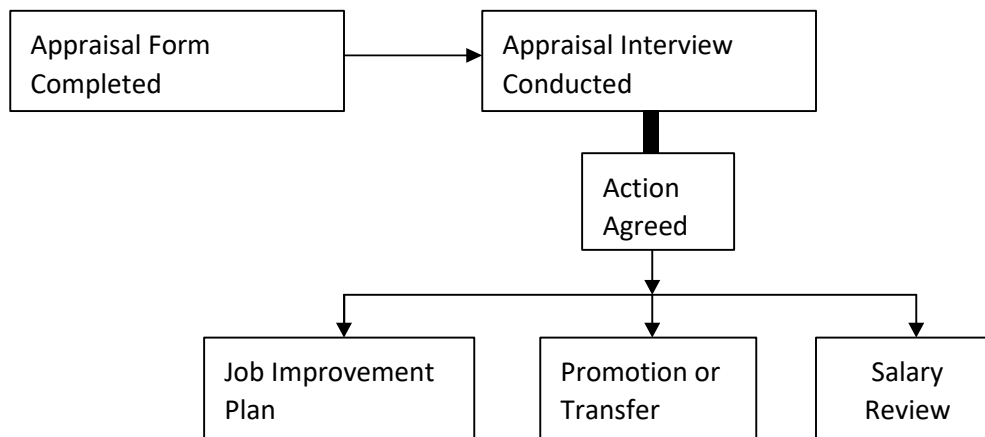 Appraisal Form
Completed
Appraisal Interview
Conducted
Action
Agreed
Job Improvement
Plan
Promotion or
Transfer
Salary
Review